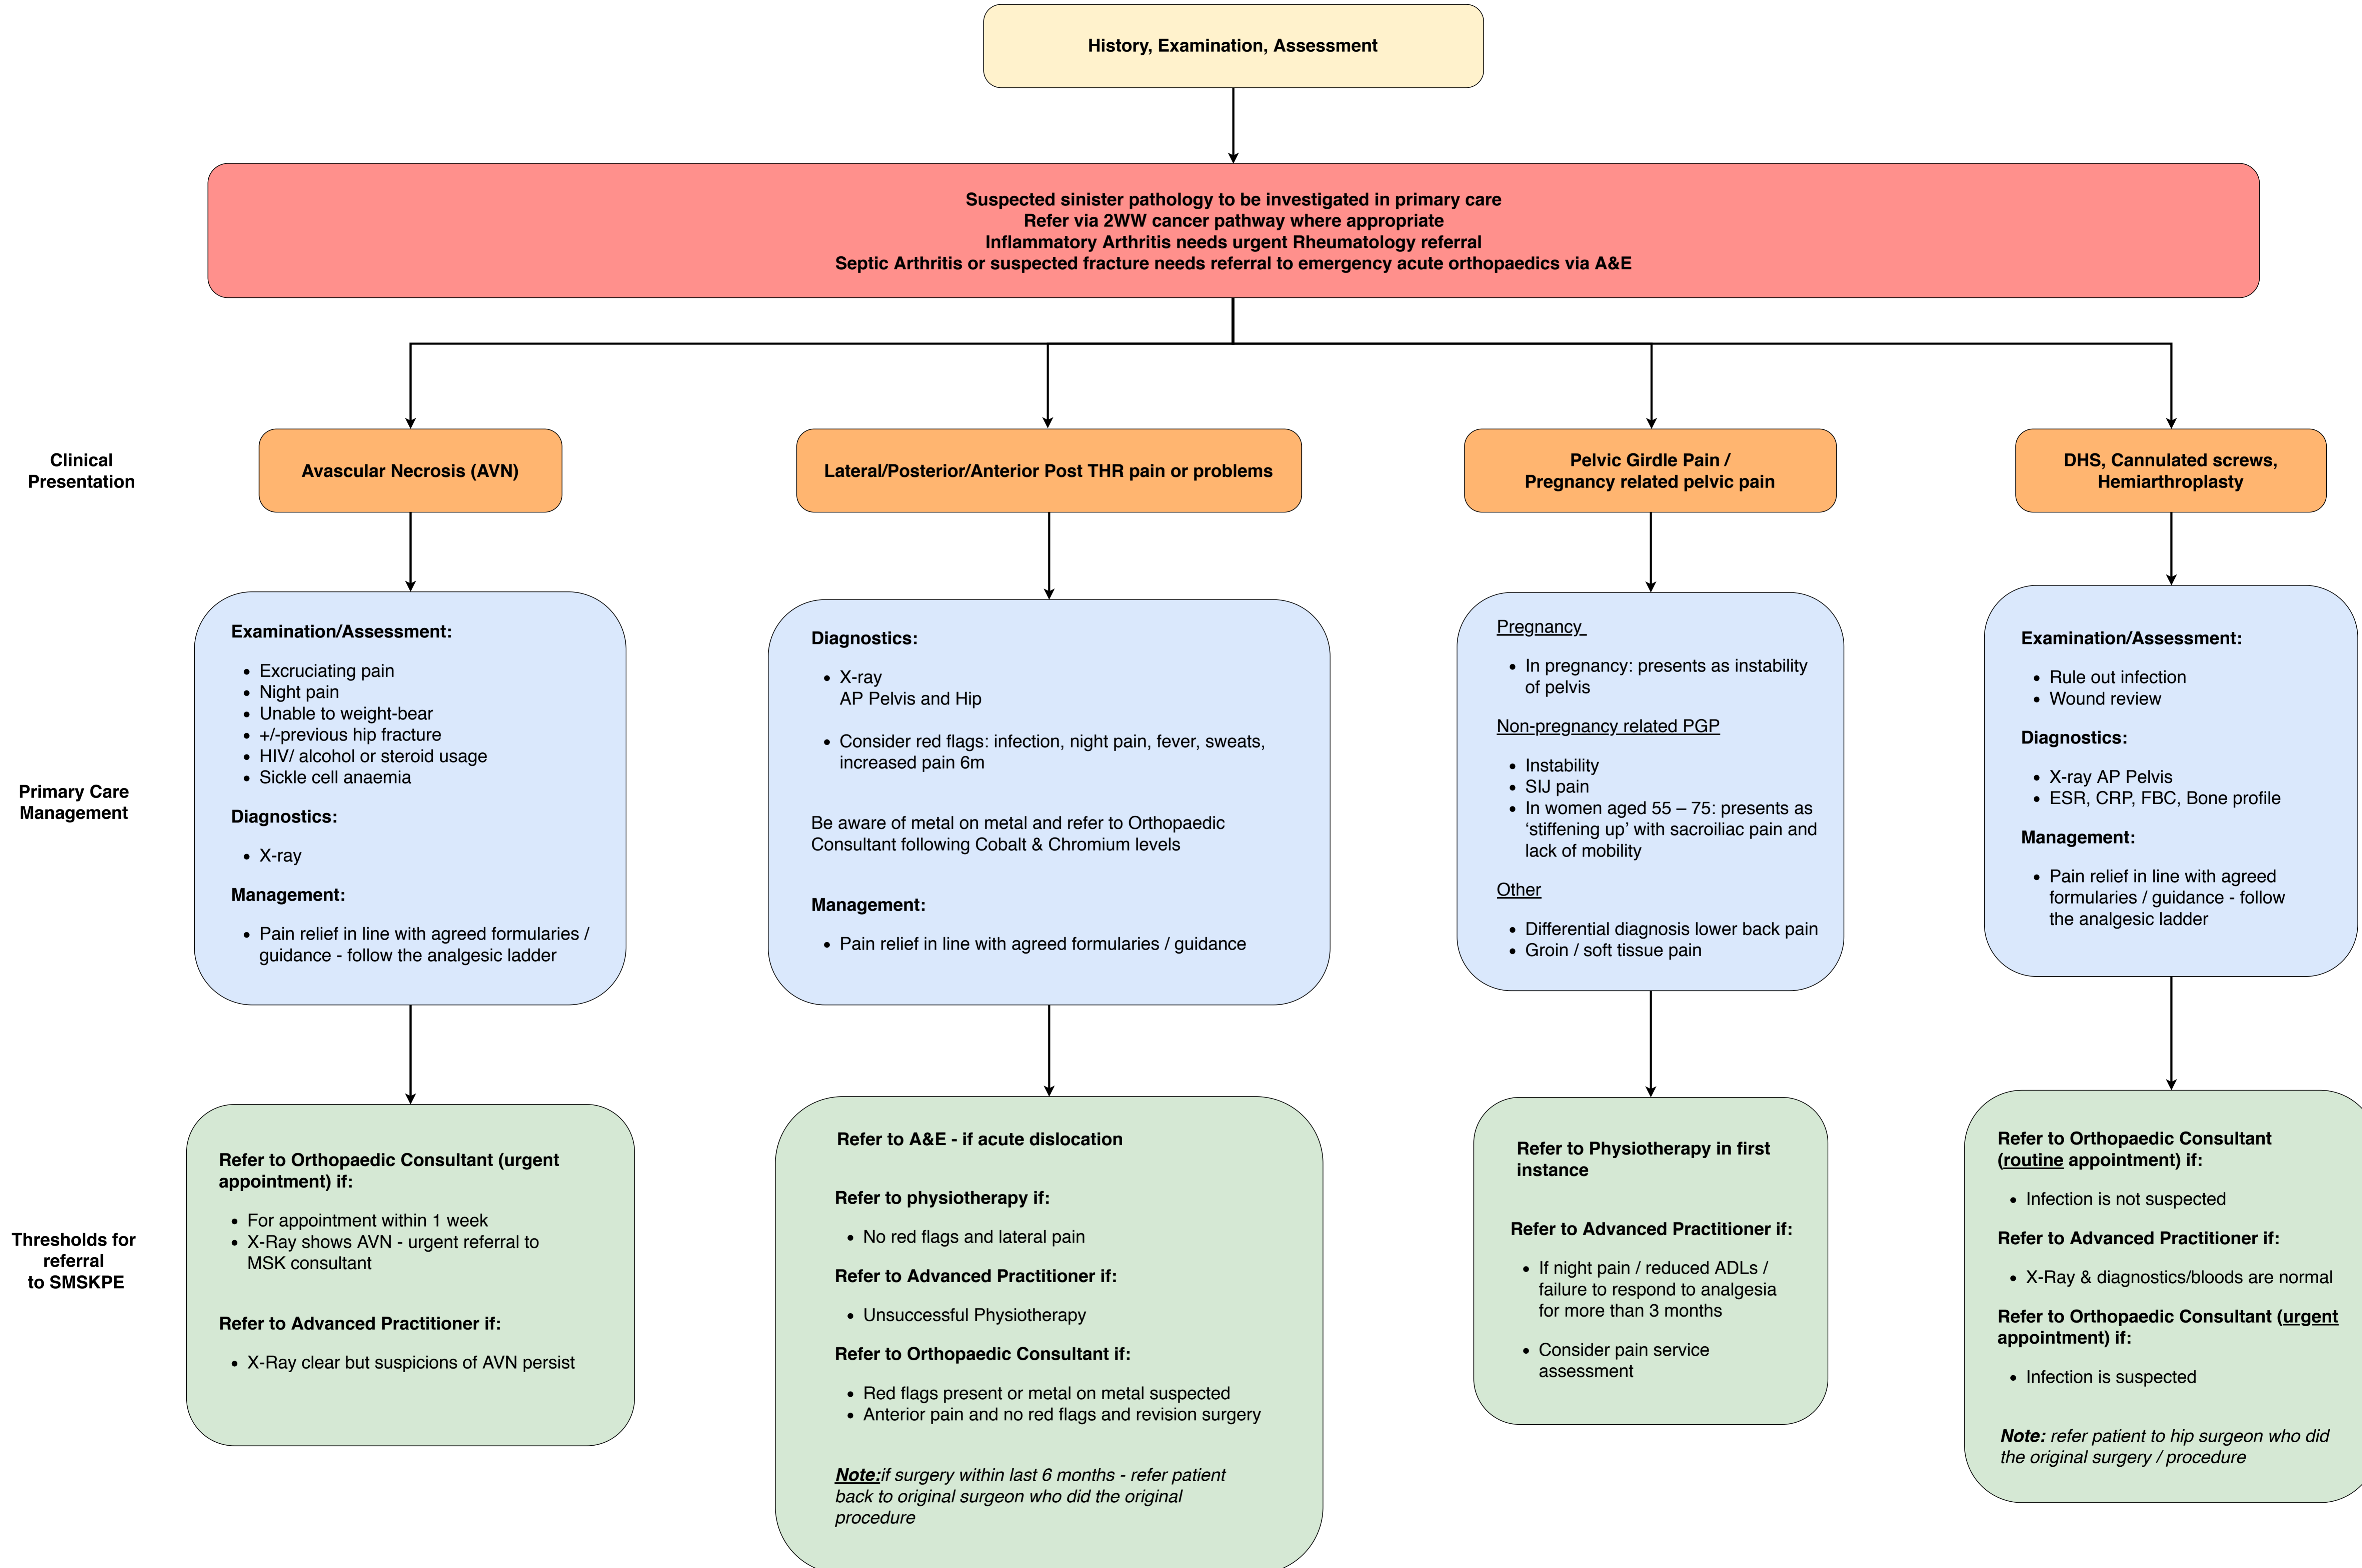 History, Examination, Assessment
Suspected sinister pathology to be investigated in primary care
Refer via 2WW cancer pathway where appropriate
Inflammatory Arthritis needs urgent Rheumatology referral
Septic Arthritis or suspected fracture needs referral to emergency acute orthopaedics via A&E
Clinical
Presentation
Avascular Necrosis (AVN)
Lateral/Posterior/Anterior Post THR pain or problems
Pelvic Girdle Pain /
Pregnancy related pelvic pain
DHS, Cannulated screws,
Hemiarthroplasty
Primary Care
Management
Examination/Assessment:
• Excruciating pain
• Night pain
• Unable to weight-bear
• +/-previous hip fracture
• HIV/ alcohol or steroid usage
• Sickle cell anaemia
Diagnostics:
• X-ray
Management:
• Pain relief in line with agreed formularies /
guidance - follow the analgesic ladder
Diagnostics:
• X-ray
AP Pelvis and Hip
• Consider red flags: infection, night pain, fever, sweats,
increased pain 6m
Be aware of metal on metal and refer to Orthopaedic
Consultant following Cobalt & Chromium levels
Management:
• Pain relief in line with agreed formularies / guidance
Pregnancy
• In pregnancy: presents as instability
of pelvis
Non-pregnancy related PGP
• Instability
• SIJ pain
• In women aged 55 – 75: presents as
‘stiffening up’ with sacroiliac pain and
lack of mobility
Other
• Differential diagnosis lower back pain
• Groin / soft tissue pain
Examination/Assessment:
• Rule out infection
• Wound review
Diagnostics:
• X-ray AP Pelvis
• ESR, CRP, FBC, Bone profile
Management:
• Pain relief in line with agreed
formularies / guidance - follow
the analgesic ladder
Thresholds for
referral
to SMSKPE
Refer to Orthopaedic Consultant (urgent
appointment) if:
• For appointment within 1 week
• X-Ray shows AVN - urgent referral to
MSK consultant
Refer to Advanced Practitioner if:
• X-Ray clear but suspicions of AVN persist
Refer to A&E - if acute dislocation
Refer to physiotherapy if:
• No red flags and lateral pain
Refer to Advanced Practitioner if:
• Unsuccessful Physiotherapy
Refer to Orthopaedic Consultant if:
• Red flags present or metal on metal suspected
• Anterior pain and no red flags and revision surgery
Note:if surgery within last 6 months - refer patient
back to original surgeon who did the original
procedure
Refer to Physiotherapy in first
instance
Refer to Advanced Practitioner if:
• If night pain / reduced ADLs /
failure to respond to analgesia
for more than 3 months
• Consider pain service
assessment
Refer to Orthopaedic Consultant
(routine appointment) if:
• Infection is not suspected
Refer to Advanced Practitioner if:
• X-Ray & diagnostics/bloods are normal
Refer to Orthopaedic Consultant (urgent
appointment) if:
• Infection is suspected
Note: refer patient to hip surgeon who did
the original surgery / procedure